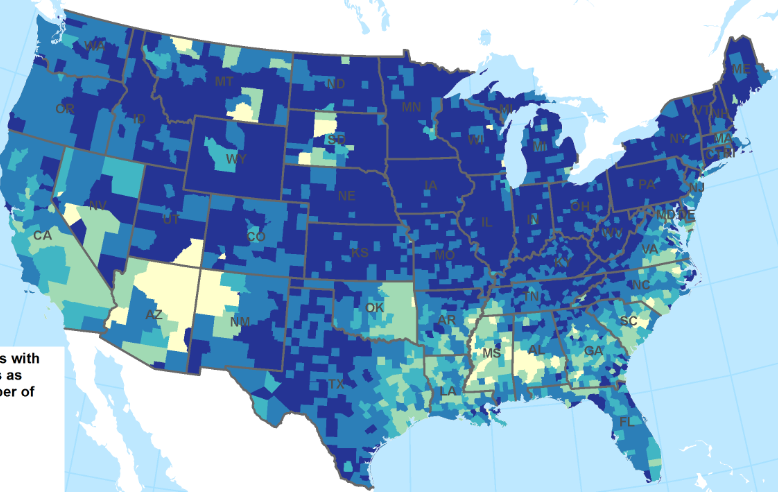 WA
MT
ND
ME
OR
ID
MN
MI
VT
NH
SD
WI
MI
NY
MA
CT
RI
WY
IA
PA
NJ
NV
UT
NE
IL
IN
OH
MD
DE
CA
CO
KS
MO
WV
VA
KY
AZ
NM
OK
AR
TN
NC
SC
MS
AL
GA
TX
LA
FL
s with
s as
ber of